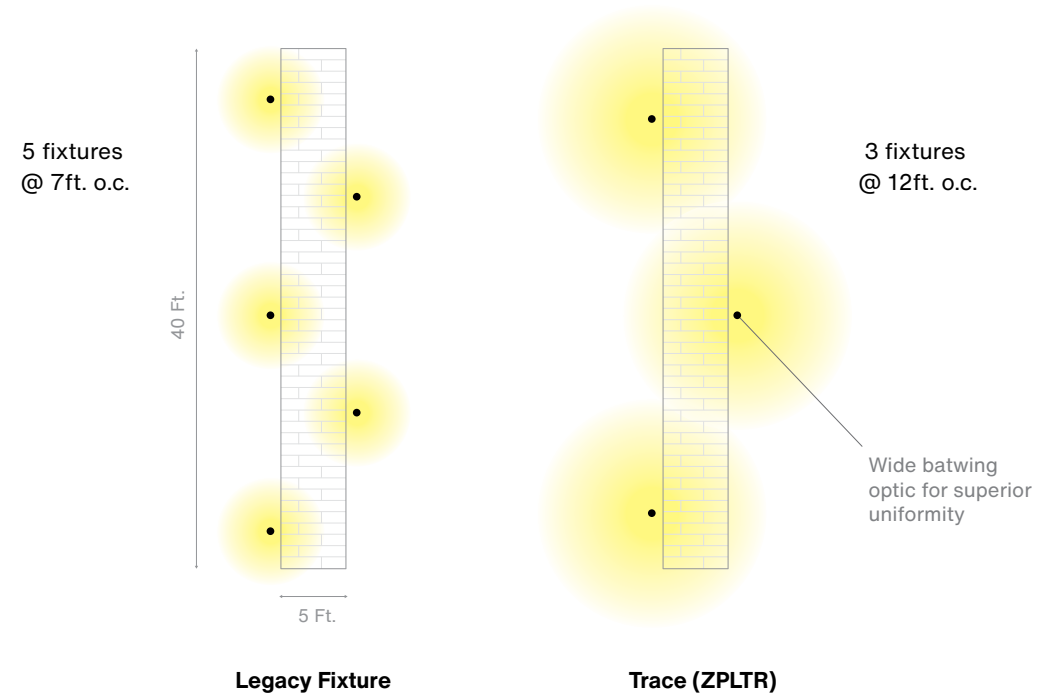 5 fixtures
@ 7ft. o.c.
3 fixtures
@ 12ft. o.c.
40 Ft.
Wide batwing
optic for superior
uniformity
5 Ft.
Legacy Fixture
Trace (ZPLTR)